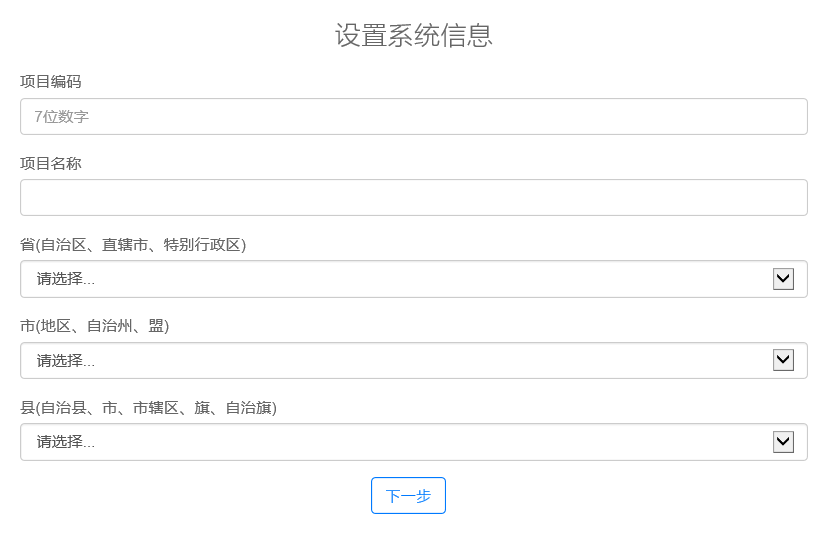 设置系统信息
项目编码
7位数字
项目名称
省(自治区、直辖市、特别行政区)
请选择...
市(地区、自治州、盟)
请选择...
县(自治县、市、市辖区、旗、自治旗)
请选择...
下一步